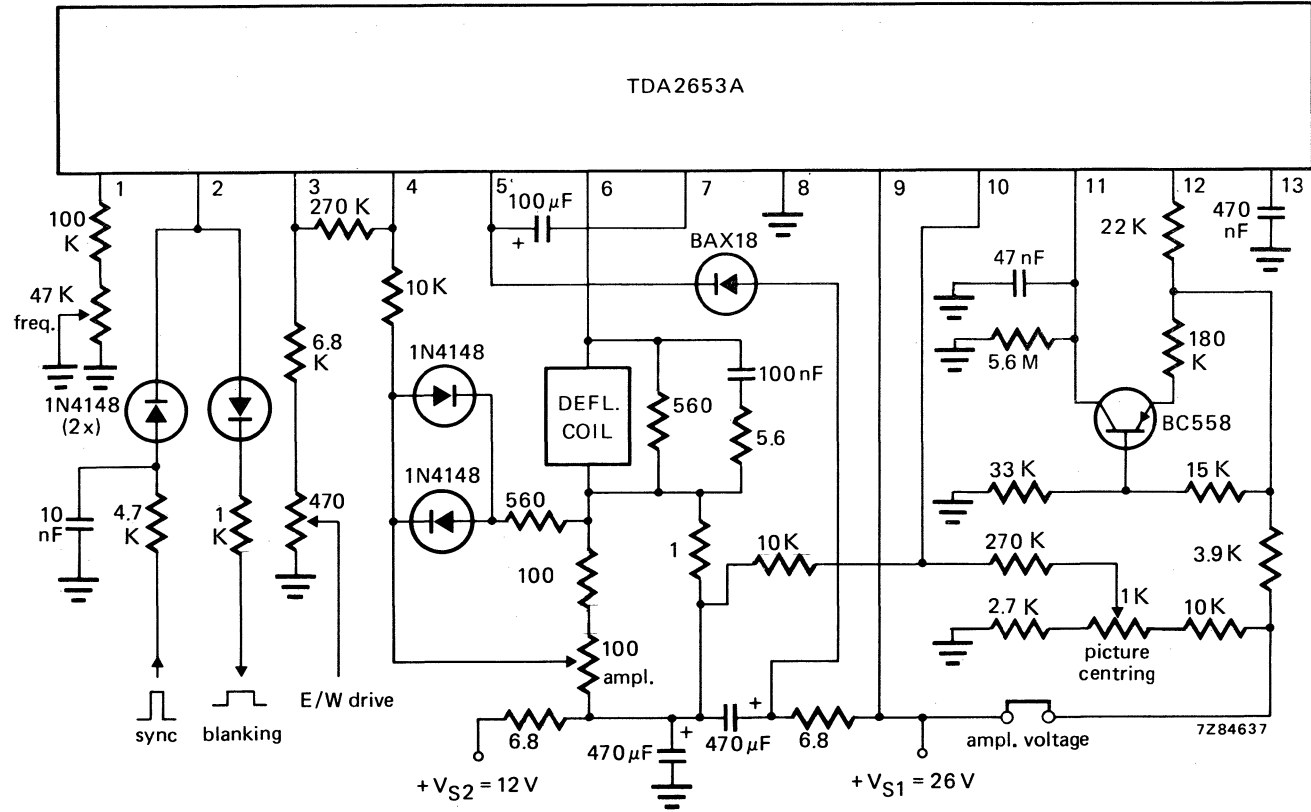 TDA2653A
1
2
3
4
5
6
7
8
9
10
11
12
13
100
K
270 K
100 μF
+
BAX18
22 K
470
nF
47 K
freq.
10 K
47 nF
6.8
K
5.6 M
180
K
1N4148
(2x)
1N4148
DEFL.
COIL
560
100 nF
5.6
BC558
1N4148
560
33 K
15 K
10
nF
4.7
K
1
K
470
100
1
10 K
270 K
3.9 K
1 K
2.7 K
10 K
100
ampl.
picture
centring
E/W drive
sync
blanking
6.8
+
470 μF
+
470 μF
6.8
ampl. voltage
7Z84637
+ VS2 = 12 V
+ VS1 = 26 V